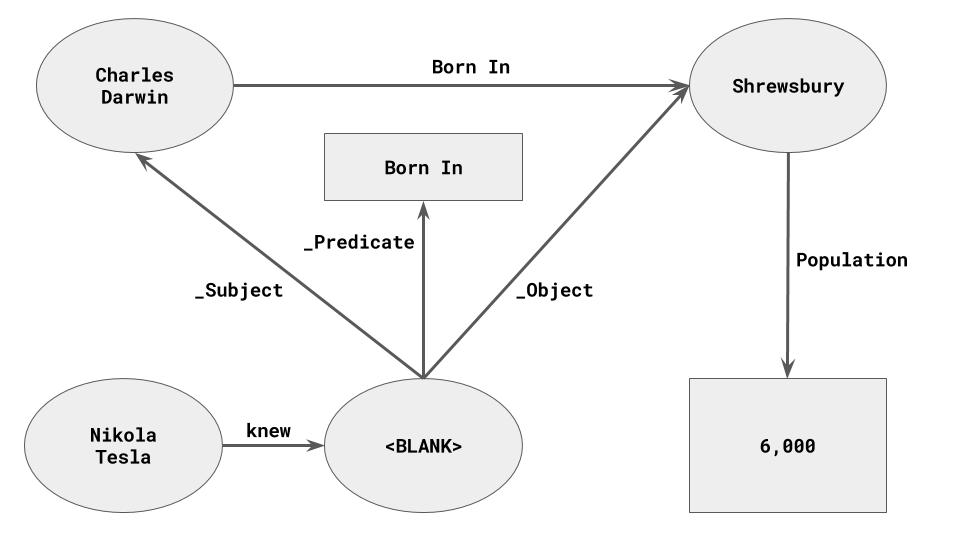 Charles
Darwin
Born In
Shrewsbury
Born In
_Predicate
Population
_Subject
_Object
Nikola
Tesla
knew
<BLANK>
6,000